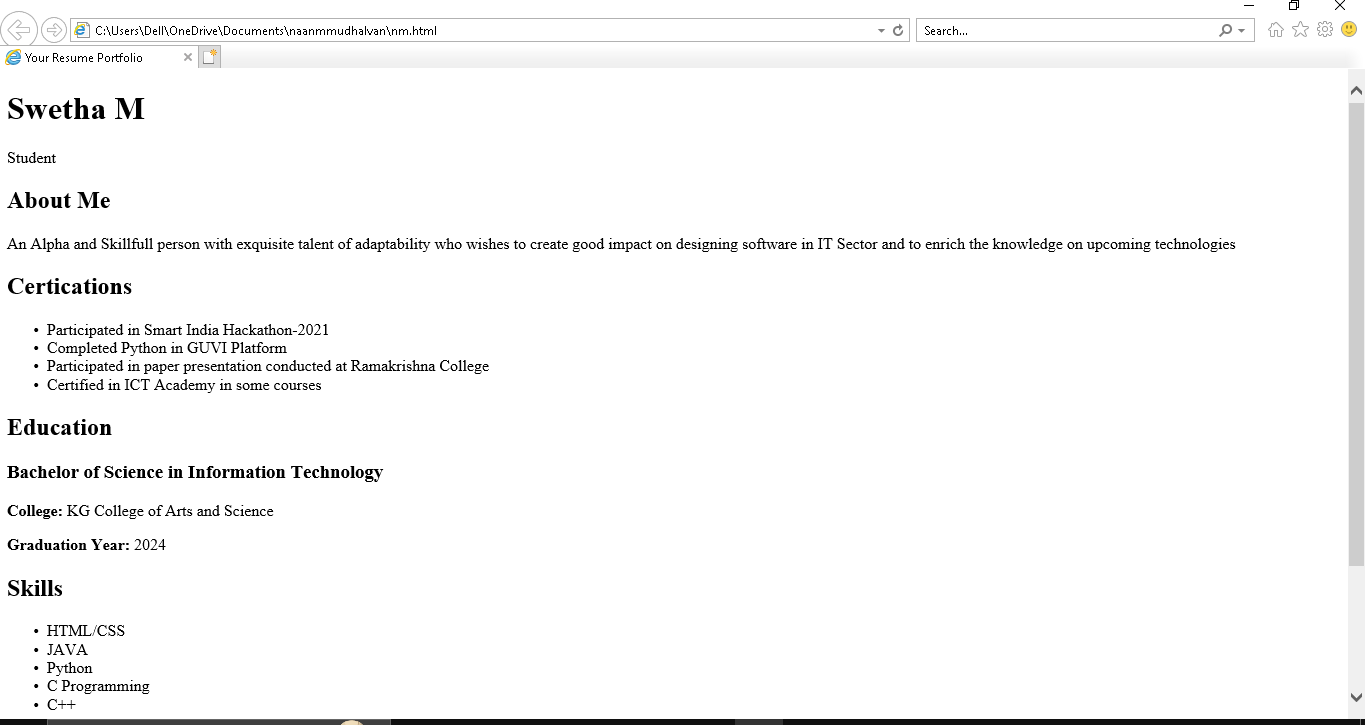 C:\Users\Dell\OneDrive\Documents\naanmmudhalvan\nm.html
Search...
Your Resume Portfolio
Swetha M
Student
About Me
An Alpha and Skillfull person with exquisite talent of adaptability who wishes to create good impact on designing software in IT Sector and to enrich the knowledge on upcoming technologies
Certications
• Participated in Smart India Hackathon-2021
• Completed Python in GUVI Platform
• Participated in paper presentation conducted at Ramakrishna College
• Certified in ICT Academy in some courses
Education
Bachelor of Science in Information Technology
College: KG College of Arts and Science
Graduation Year: 2024
Skills
• HTML/CSS
• JAVA
• Python
• C Programming
• C++